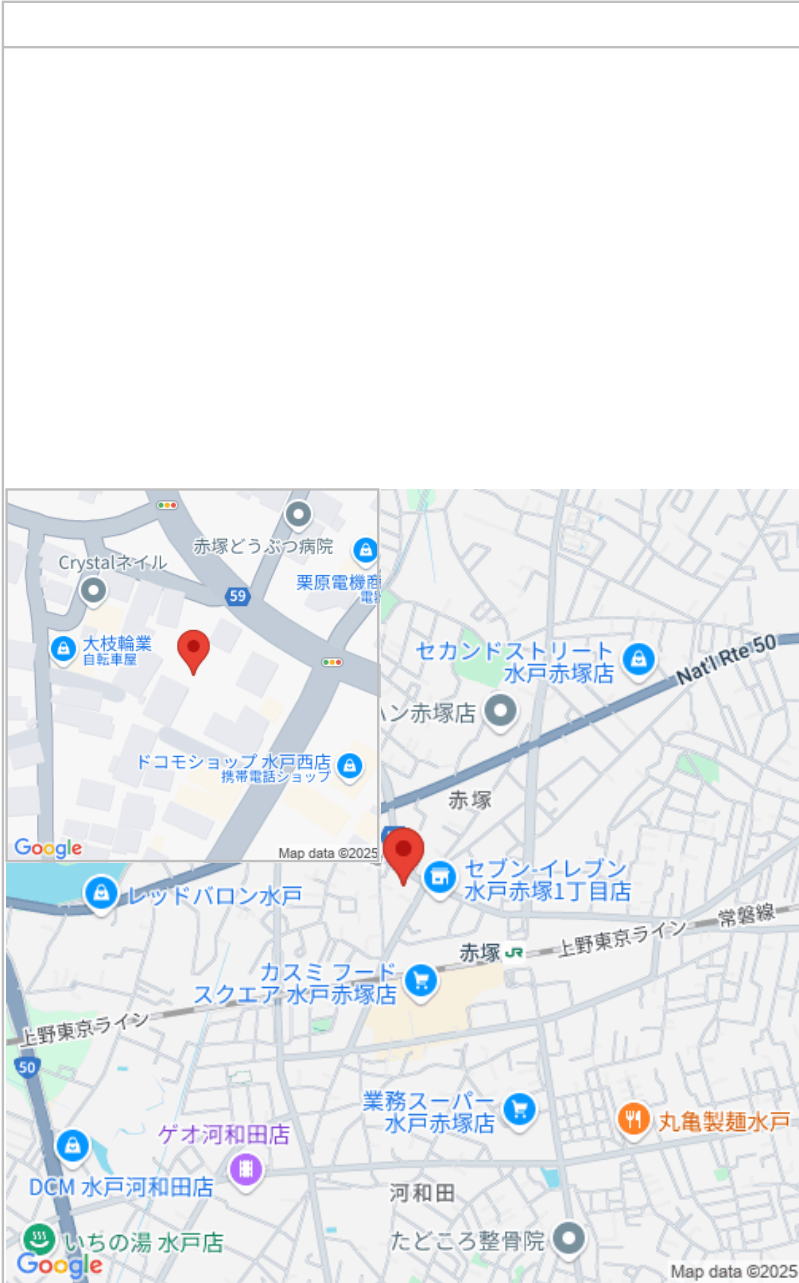 赤塚どうぶつ病院
Crystalネイル
栗原電機商
59
大枝輪業
自転車屋
ドコモショップ 水戸西店
携帯電話ショップ
Google
Map data ©2025
セカンドストリート
水戸赤塚店
Nat'l Rte 50
ン赤塚店
赤塚
セブン-イレブン
水戸赤塚1丁目店
レッドバロン水戸
常磐線
赤塚
JR
上野東京ライン
カスミ フード
スクエア 水戸赤塚店
上野東京ライン
50
業務スーパー
水戸赤塚店
丸亀製麺水戸
ゲオ河和田店
DCM 水戸河和田店
河和田
いちの湯 水戸店
たどころ整骨院
Google
Map data ©2025